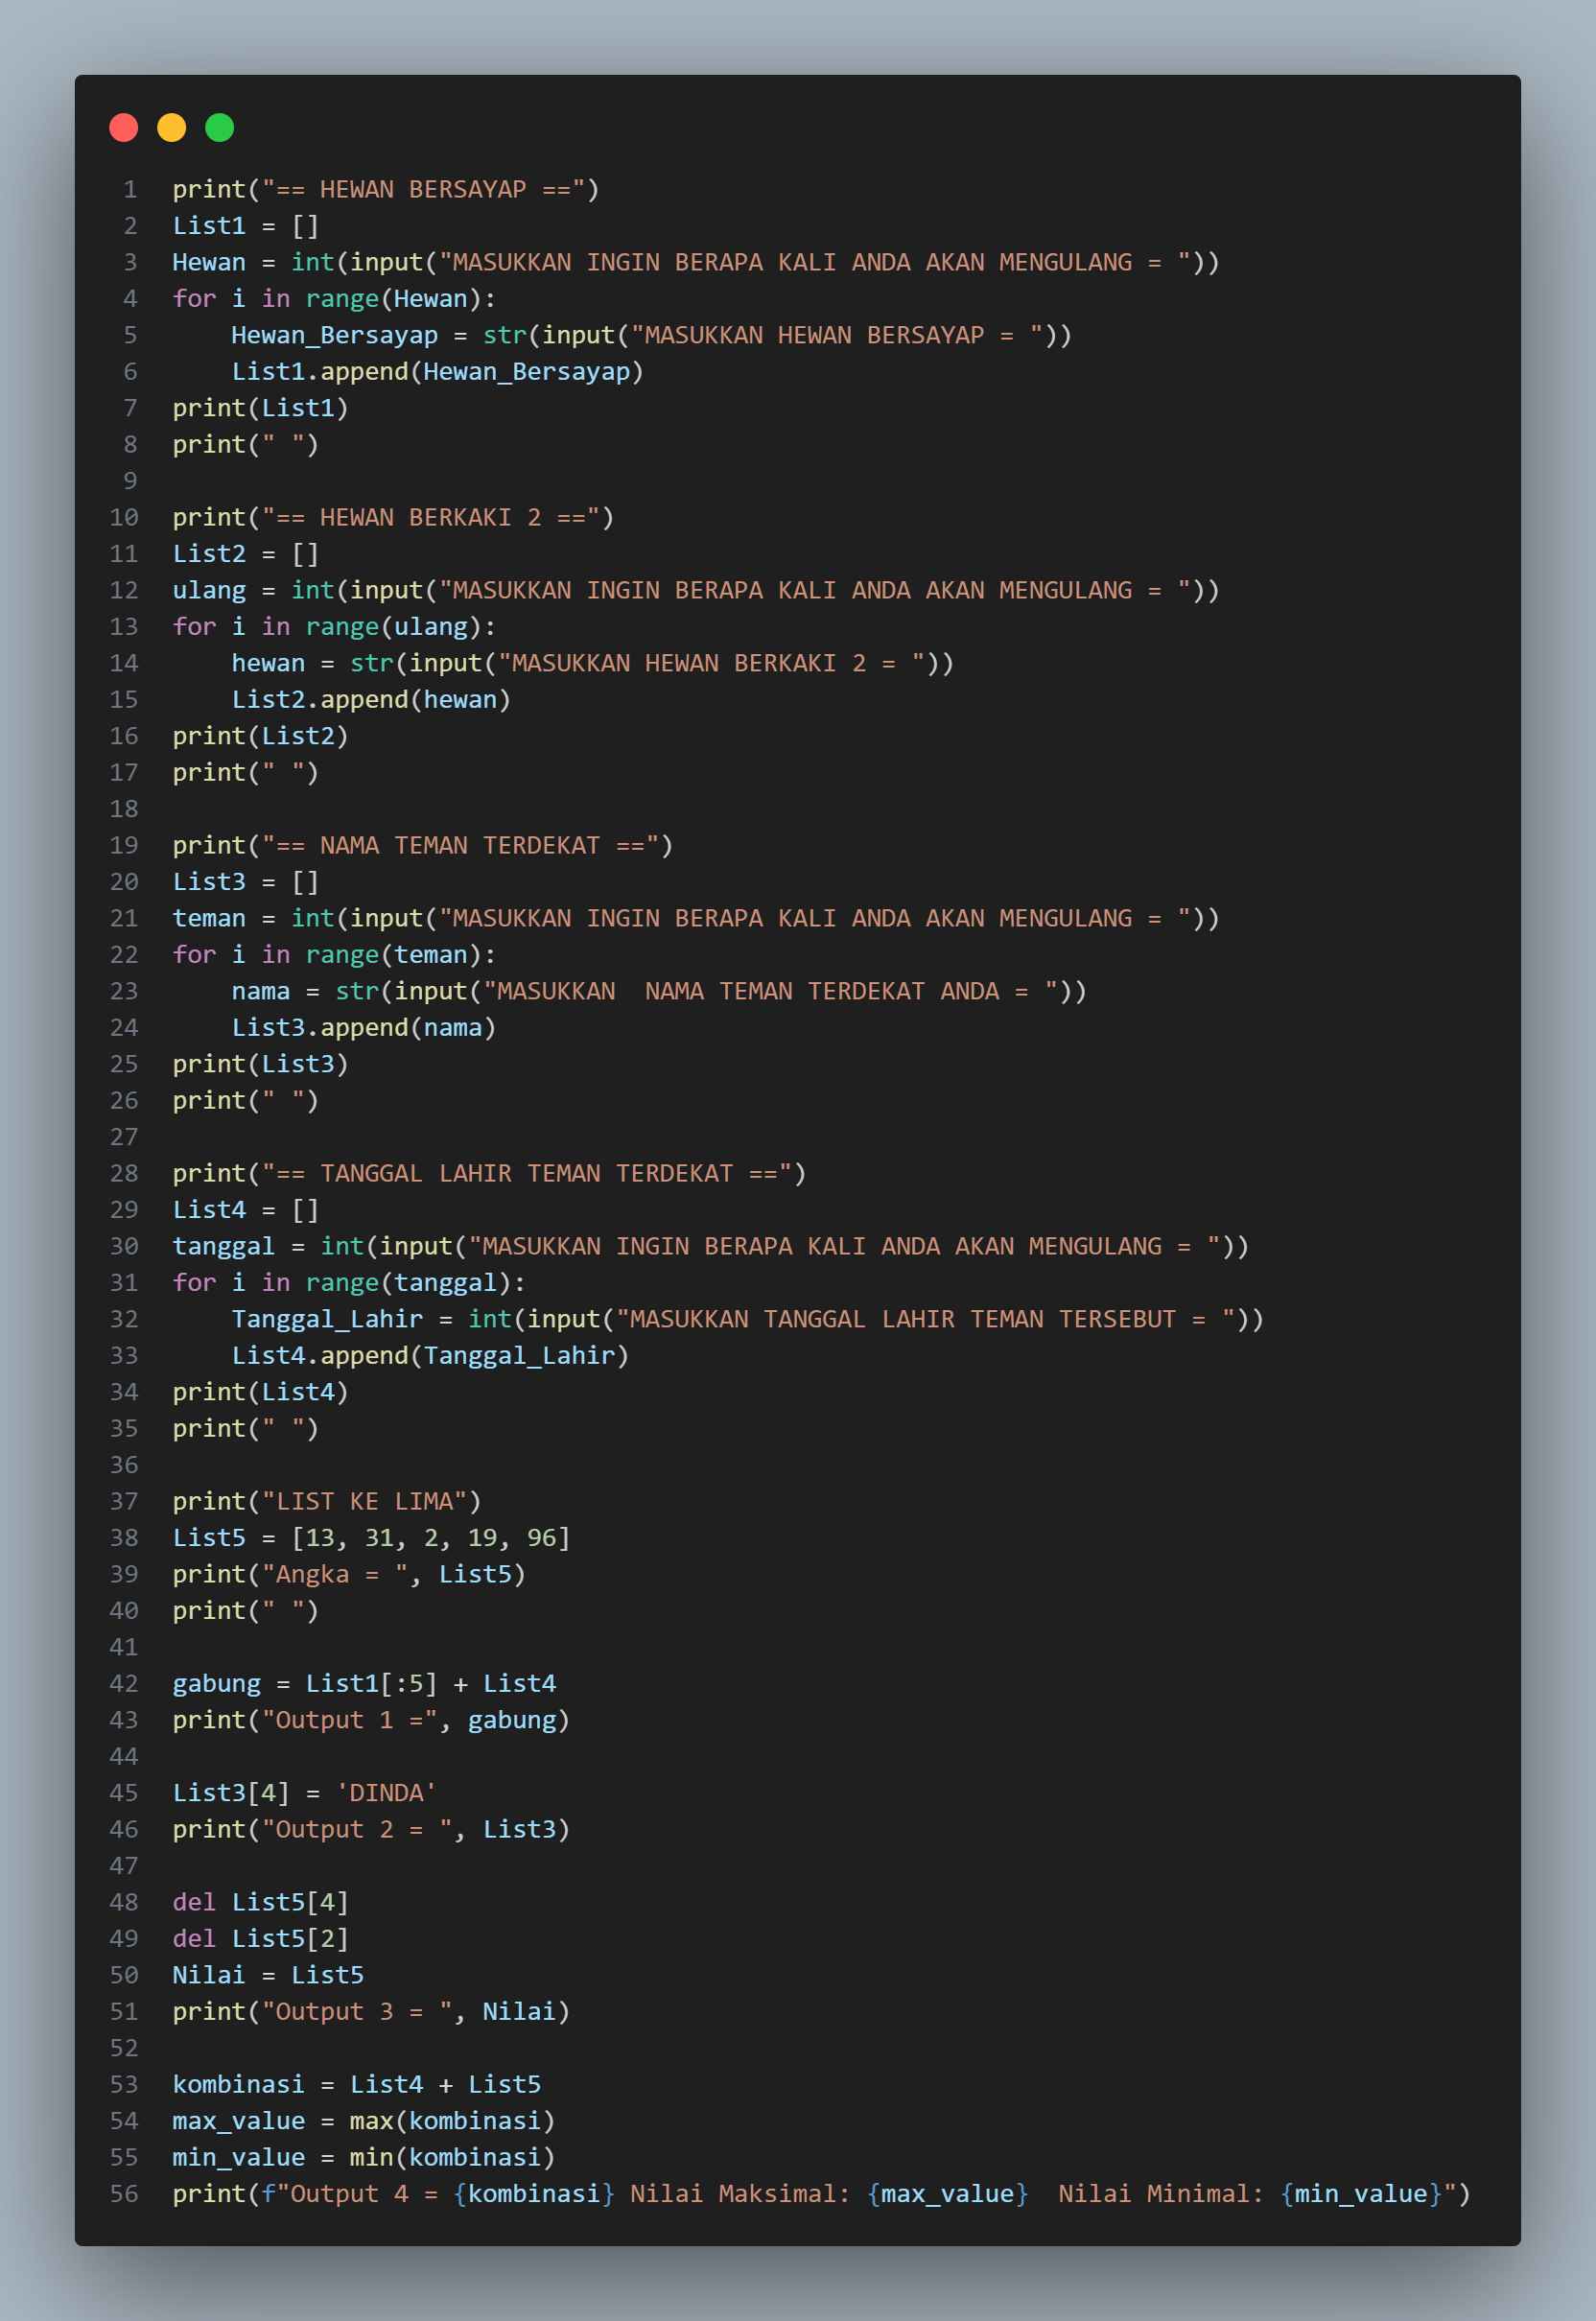 1 print("== HEWAN BERSAYAP ==")
2 List1 = []
3 Hewan = int(input("MASUKKAN INGIN BERAPA KALI ANDA AKAN MENGULANG = "))
4 for i in range(Hewan):
5     Hewan_Bersayap = str(input("MASUKKAN HEWAN BERSAYAP = "))
6     List1.append(Hewan_Bersayap)
7 print(List1)
8 print(" ")
9
10 print("== HEWAN BERKAKI 2 ==")
11 List2 = []
12 ulang = int(input("MASUKKAN INGIN BERAPA KALI ANDA AKAN MENGULANG = "))
13 for i in range(ulang):
14     hewan = str(input("MASUKKAN HEWAN BERKAKI 2 = "))
15     List2.append(hewan)
16 print(List2)
17 print(" ")
18
19 print("== NAMA TEMAN TERDEKAT ==")
20 List3 = []
21 teman = int(input("MASUKKAN INGIN BERAPA KALI ANDA AKAN MENGULANG = "))
22 for i in range(teman):
23     nama = str(input("MASUKKAN  NAMA TEMAN TERDEKAT ANDA = "))
24     List3.append(nama)
25 print(List3)
26 print(" ")
27
28 print("== TANGGAL LAHIR TEMAN TERDEKAT ==")
29 List4 = []
30 tanggal = int(input("MASUKKAN INGIN BERAPA KALI ANDA AKAN MENGULANG = "))
31 for i in range(tanggal):
32     Tanggal_Lahir = int(input("MASUKKAN TANGGAL LAHIR TEMAN TERSEBUT = "))
33     List4.append(Tanggal_Lahir)
34 print(List4)
35 print(" ")
36
37 print("LIST KE LIMA")
38 List5 = [13, 31, 2, 19, 96]
39 print("Angka = ", List5)
40 print(" ")
41
42 gabung = List1[:5] + List4
43 print("Output 1 =", gabung)
44
45 List3[4] = 'DINDA'
46 print("Output 2 = ", List3)
47
48 del List5[4]
49 del List5[2]
50 Nilai = List5
51 print("Output 3 = ", Nilai)
52
53 kombinasi = List4 + List5
54 max_value = max(kombinasi)
55 min_value = min(kombinasi)
56 print(f"Output 4 = {kombinasi} Nilai Maksimal: {max_value}  Nilai Minimal: {min_value}")